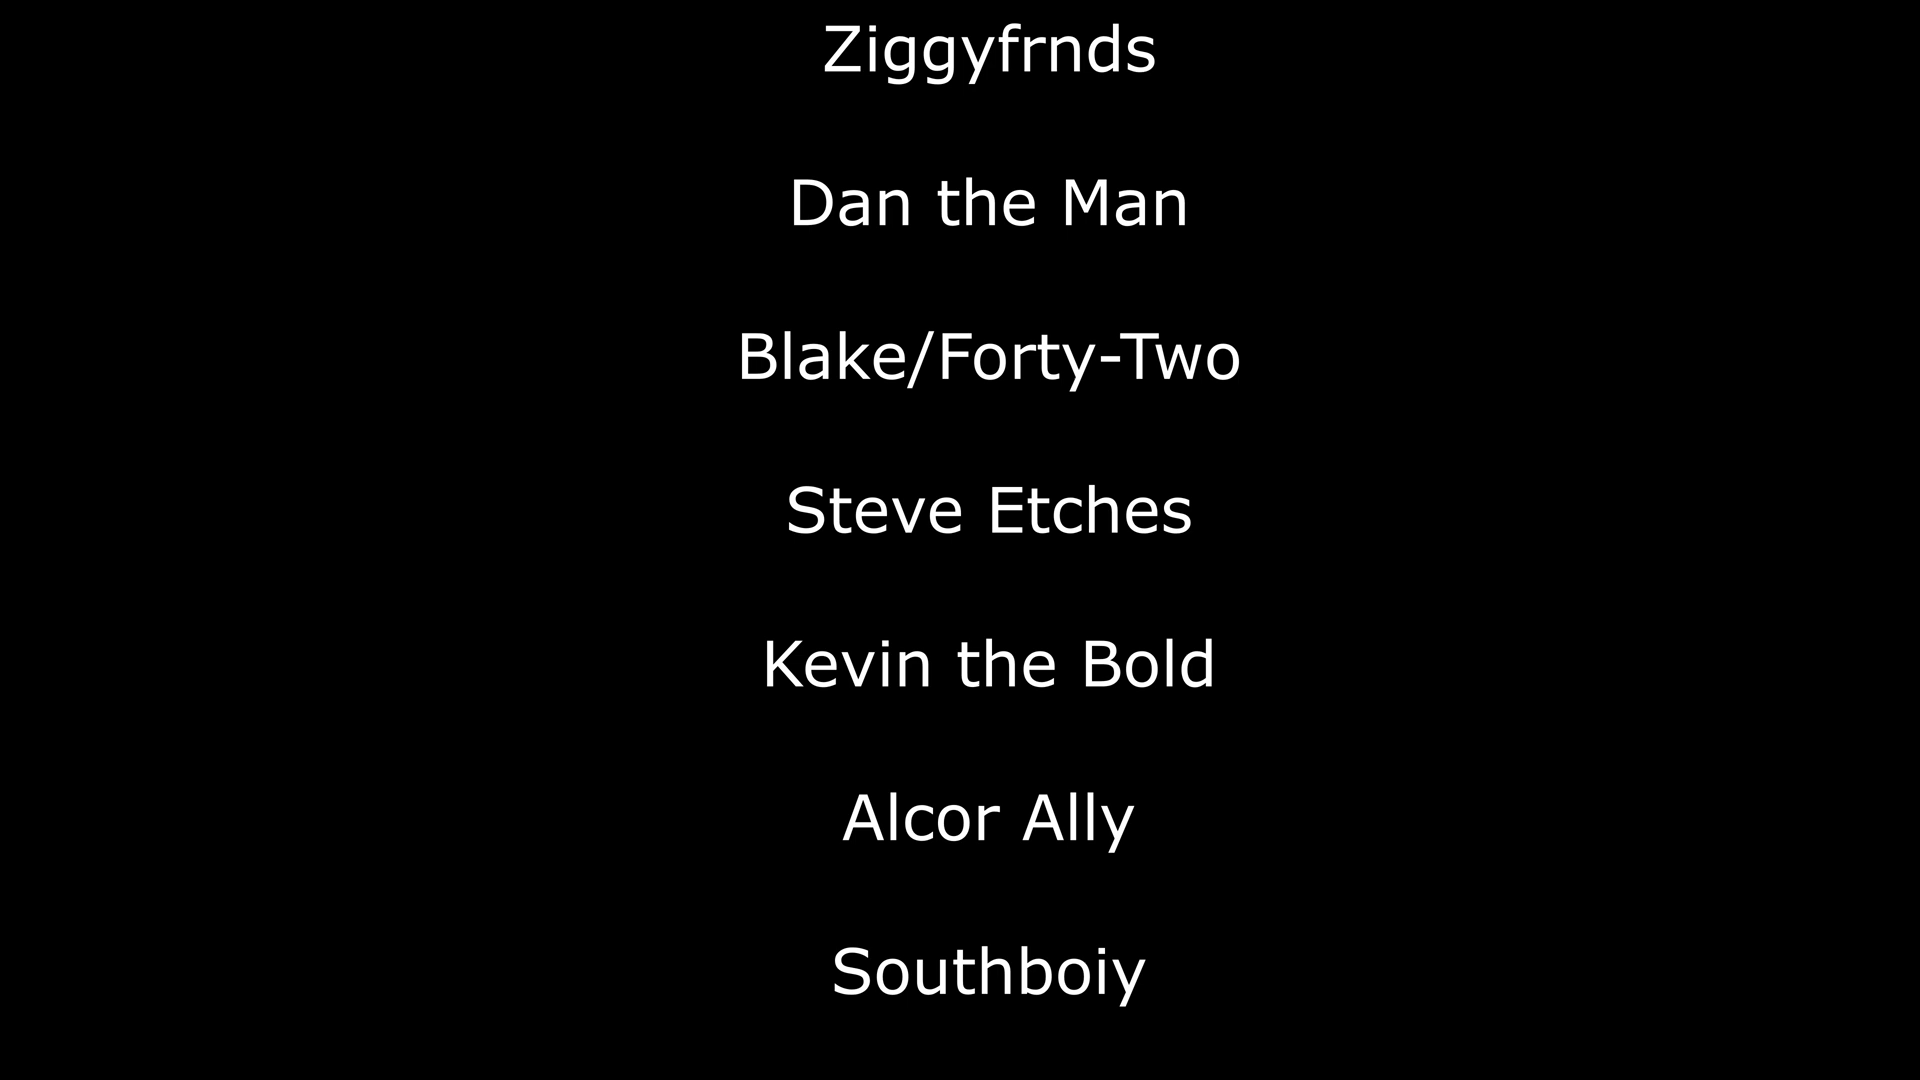 Ziggyfrnds
Dan the Man
Blake/Forty-Two
Steve Etches
Kevin the Bold
Alcor Ally
Southboiy